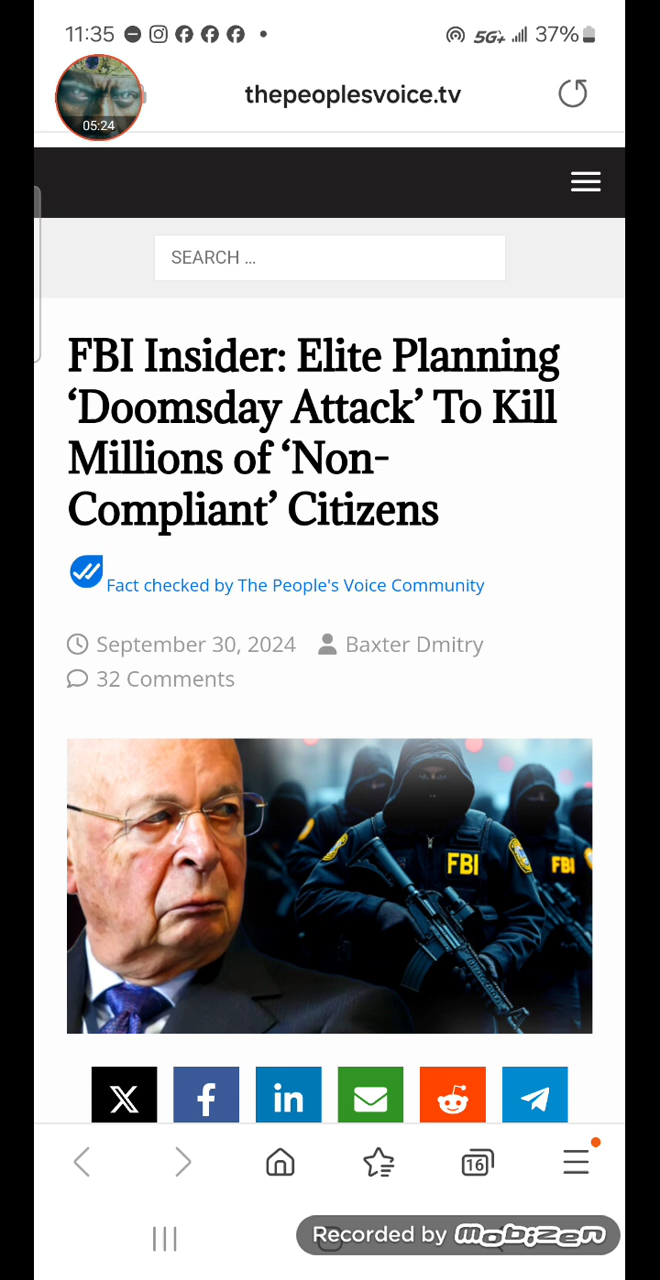 11:35
5G+
37%
05:24
thepeoplesvoice.tv
SEARCH …
FBI Insider: Elite Planning
‘Doomsday Attack’ To Kill
Millions of ‘Non-
Compliant’ Citizens
Fact checked by The People's Voice Community
September 30, 2024 Baxter Dmitry
32 Comments
FBI
FBI
16
Recorded by mobizen